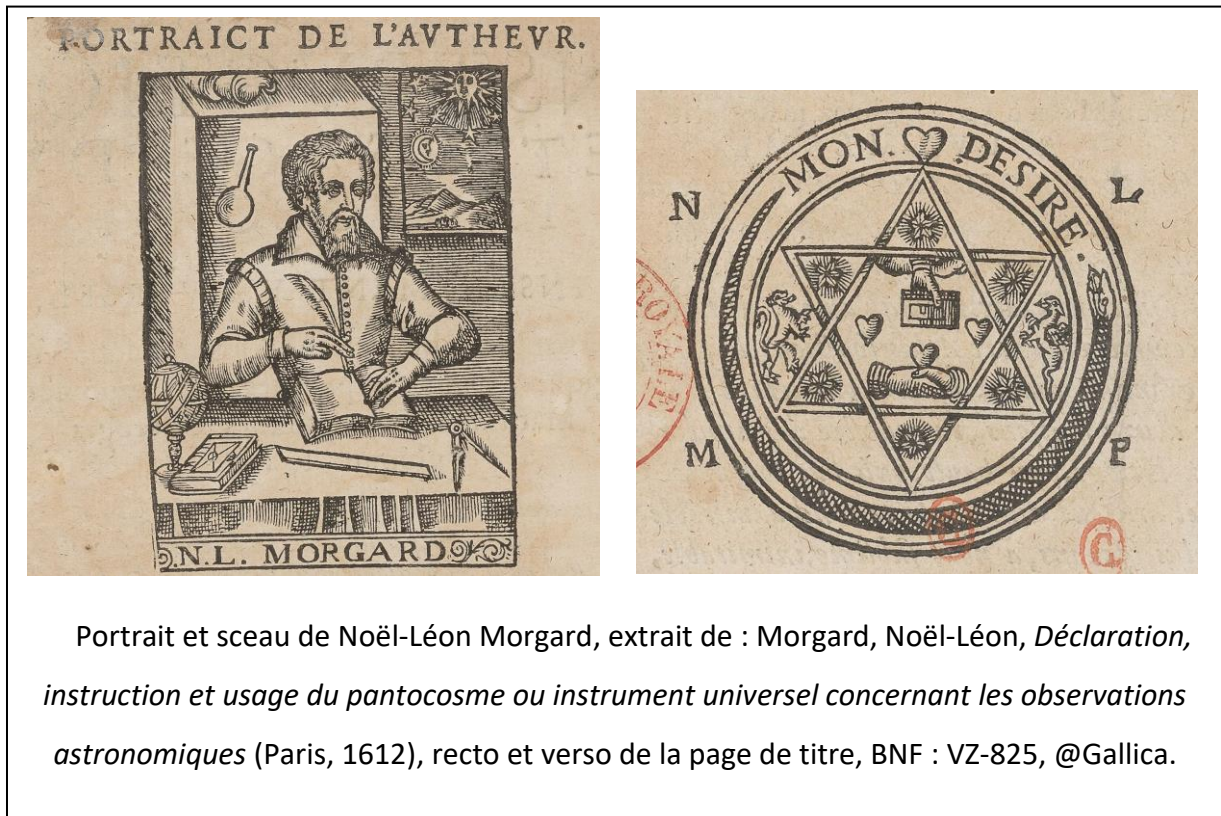 PORTRAICT DE L'AVTHEVR.
N.L. MORGARD
MON. DESIRE.
N L
M P
ROYALE
Portrait et sceau de Noël-Léon Morgard, extrait de : Morgard, Noël-Léon, Déclaration,
instruction et usage du pantocosme ou instrument universel concernant les observations
astronomiques (Paris, 1612), recto et verso de la page de titre, BNF : VZ-825, @Gallica.